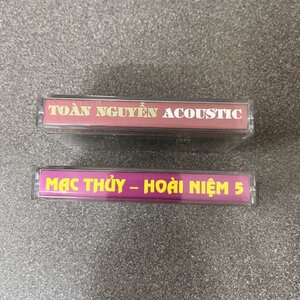 TOÀN NGUYỄN ACOUSTIC
MẠC THỦY – HOÀI NIỆM 5